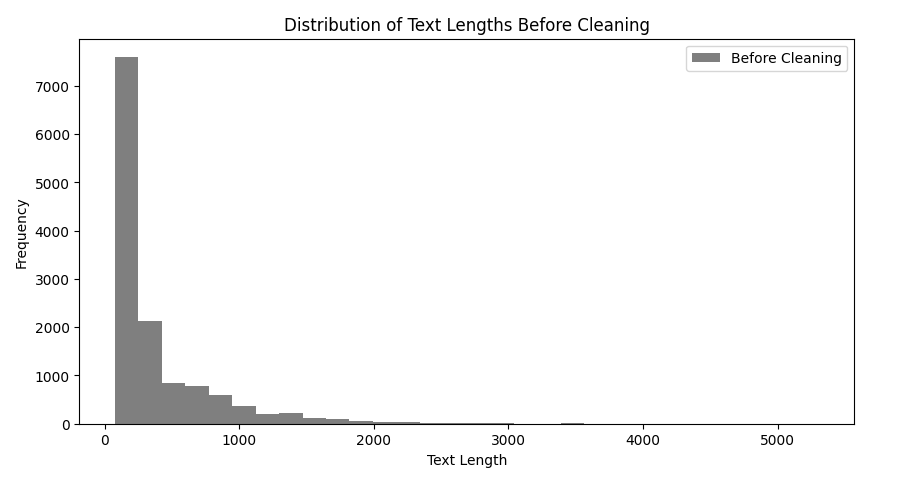 Distribution of Text Lengths Before Cleaning
Before Cleaning
7000
6000
5000
4000
3000
2000
1000
0
Frequency
0 1000 2000 3000 4000 5000
Text Length